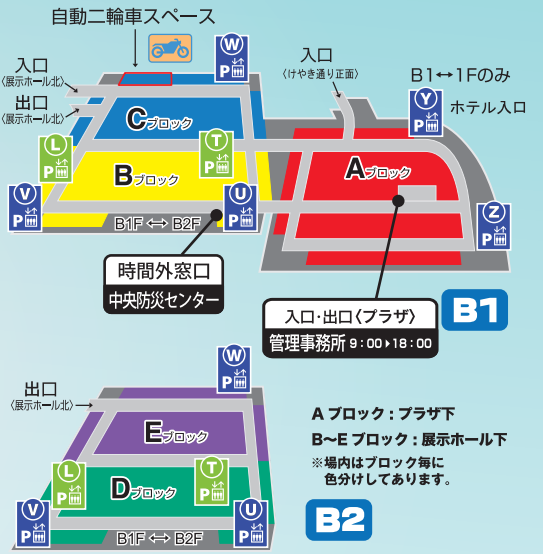 自動二輪車スペース
入口
〈展示ホール北〉
出口
〈展示ホール北〉
W
P
入口
〈けやき通り正面〉
B1↔1Fのみ
Y
P
ホテル入口
Cブロック
L
P
T
P
Bブロック
Aブロック
V
P
U
P
Z
P
B1F ↔ B2F
時間外窓口
中央防災センター
入口・出口〈プラザ〉
管理事務所 9：00▶18：00
B1
W
P
出口
〈展示ホール北〉
Eブロック
L
P
T
P
Dブロック
V
P
U
P
B1F ↔ B2F
A ブロック：プラザ下
B〜E ブロック：展示ホール下
※場内はブロック毎に
色分けしてあります。
B2